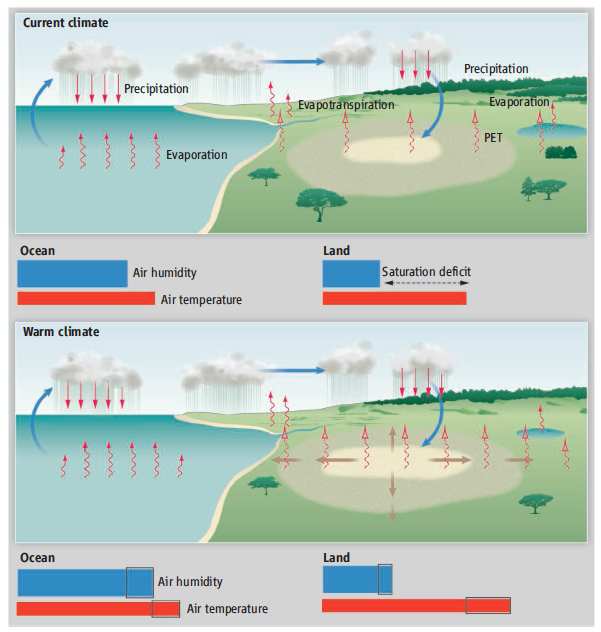 Current climate
Precipitation
Precipitation
Evapotranspiration
Evaporation
Evaporation
PET
Ocean
Land
Air humidity
Saturation deficit
Air temperature
Warm climate
Ocean
Land
Air humidity
Air temperature